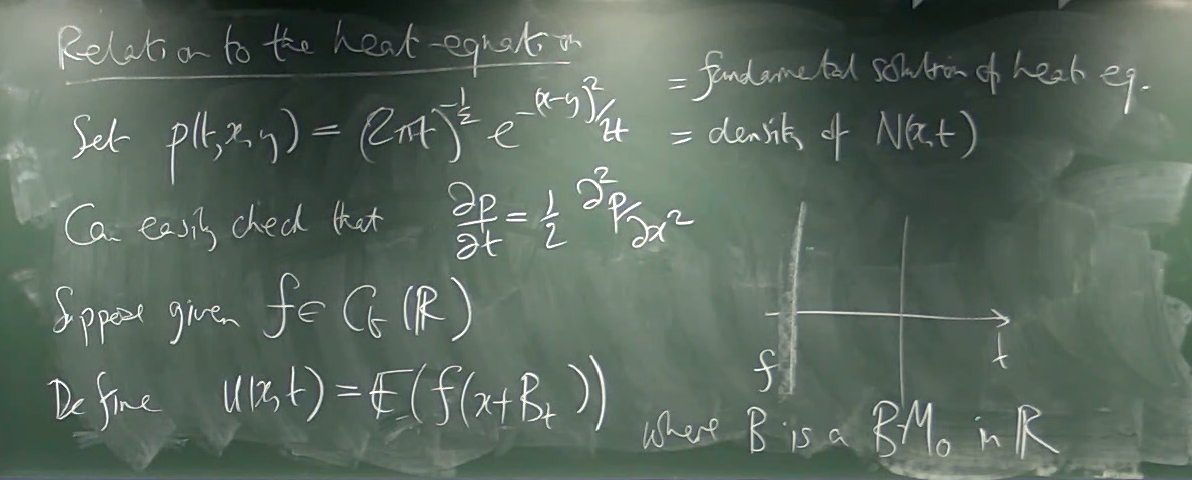 Relation to the heat equation
= fundamental solution of heat eq.
Set p(t,x,y) = (2πt)^{-1/2} e^{-(x-y)^2/2t} = density of N(x,t)
Can easily check that ∂p/∂t = 1/2 ∂²p/∂x²
Suppose given f ∈ C_b(ℝ)
t
f
Define u(x,t) = 𝔼(f(x+B_t)) where B is a BM_0 in ℝ